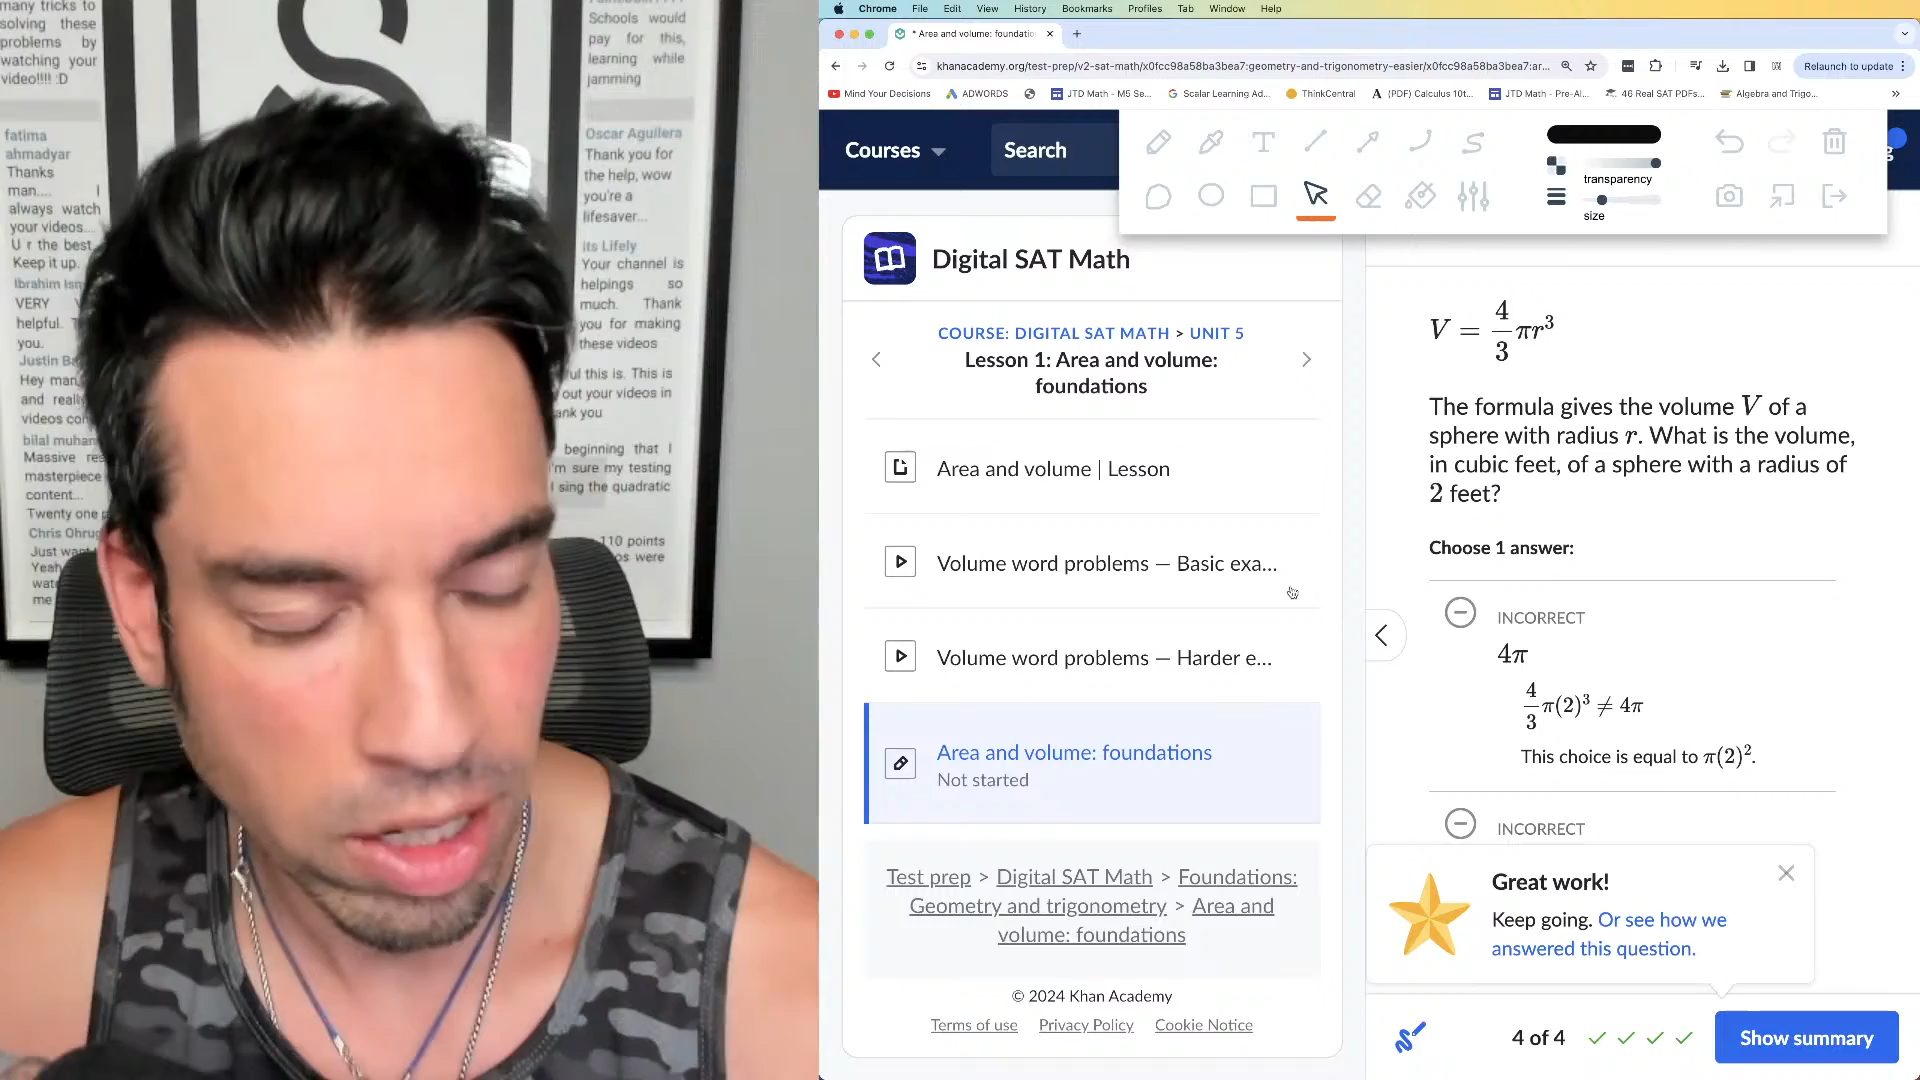 many tricks to
solving these
problems by
watching your
video!!!! :D
fatima
ahmadyar
Thanks
man.... I
always watch
your videos...
U r the best.
Keep it up.
VERY
helpful.
you.
Hey man,
and really
videos
Massive
masterpiece
content...
Twenty one
Just
Yeah
me
S
Schools would
pay for this,
learning while
jamming
Oscar Aguilera
Thank you for
the help, wow
you're a
lifesaver...
its Lifely
Your channel is
helpings so
much. Thank
you for making
these videos
this is. This is
out your videos in
you
beginning that I
sure my testing
sing the quadratic
110 points
were
Chrome File Edit View History Bookmarks Profiles Tab Window Help
* Area and volume: foundatio
khanacademy.org/test-prep/v2-sat-math/x0fcc98a58ba3bea7:geometry-and-trigonometry-easier/x0fcc98a58ba3bea7:ar...
Relaunch to update
Mind Your Decisions ADWORDS JTD Math - M5 Se... Scalar Learning Ad... ThinkCentral (PDF) Calculus 10t... JTD Math - Pre-Al... 46 Real SAT PDFs... Algebra and Trigo...
Courses Search
transparency
size
Digital SAT Math
COURSE: DIGITAL SAT MATH > UNIT 5
Lesson 1: Area and volume:
foundations
Area and volume | Lesson
Volume word problems — Basic exa...
Volume word problems — Harder e...
Area and volume: foundations
Not started
Test prep > Digital SAT Math > Foundations:
Geometry and trigonometry > Area and
volume: foundations
© 2024 Khan Academy
Terms of use Privacy Policy Cookie Notice
V = 4/3 πr³
The formula gives the volume V of a
sphere with radius r. What is the volume,
in cubic feet, of a sphere with a radius of
2 feet?
Choose 1 answer:
INCORRECT
4π
4/3 π(2)³ ≠ 4π
This choice is equal to π(2)².
INCORRECT
Great work!
Keep going. Or see how we
answered this question.
4 of 4
Show summary